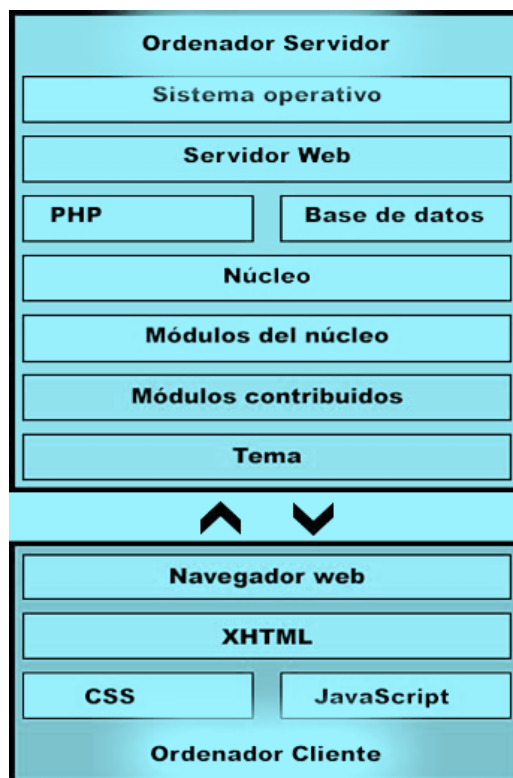 Ordenador Servidor
Sistema operativo
Servidor Web
PHP
Base de datos
Núcleo
Módulos del núcleo
Módulos contribuidos
Tema
Navegador web
XHTML
CSS
JavaScript
Ordenador Cliente